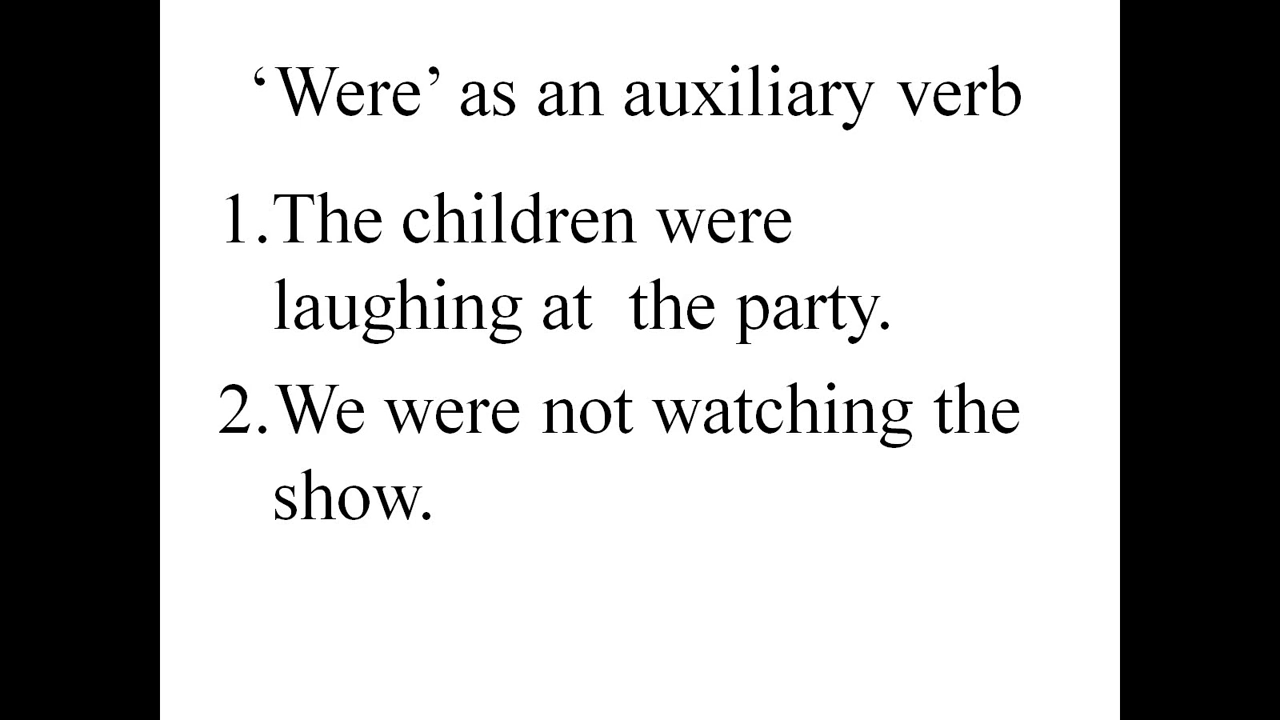 ‘Were’ as an auxiliary verb
1.The children were
laughing at  the party.
2.We were not watching the
show.